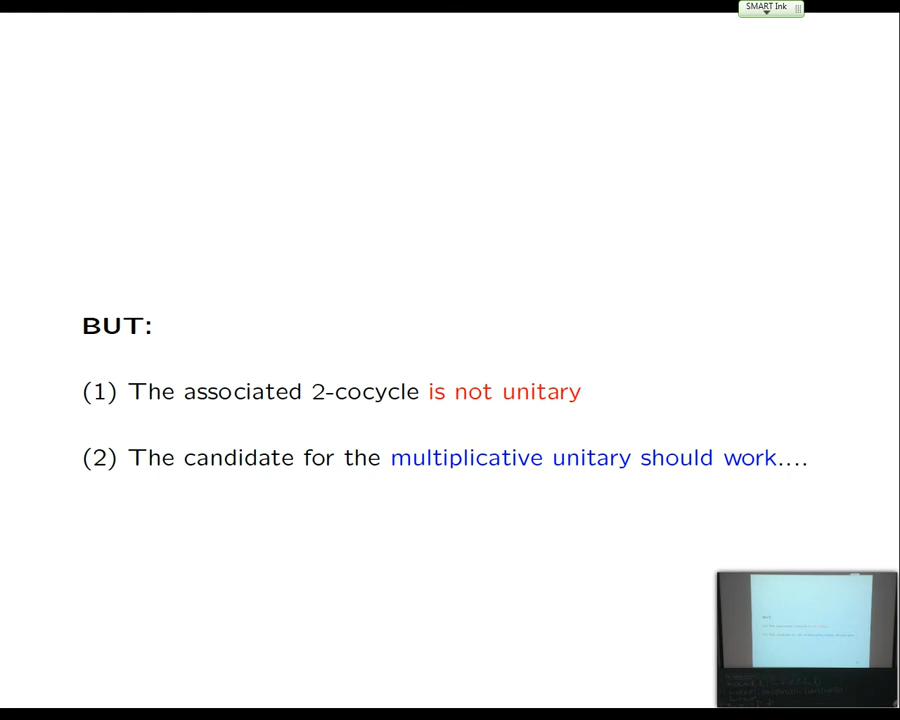 SMART Ink
BUT:
(1) The associated 2-cocycle is not unitary
(2) The candidate for the multiplicative unitary should work....